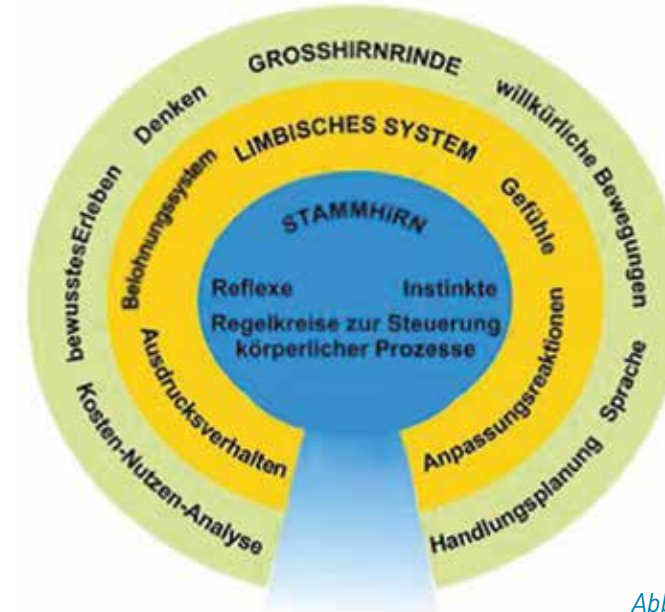 GROSSHIRNRINDE
Denken
bewusstesErleben
Kosten-Nutzen-Analyse
willkürliche Bewegungen
Sprache
Handlungsplanung
LIMBISCHES SYSTEM
Belohnungssystem
Ausdrucksverhalten
Gefühle
Anpassungsreaktionen
STAMMHiRN
Reflexe
Instinkte
Regelkreise zur Steuerung
körperlicher Prozesse
Abb